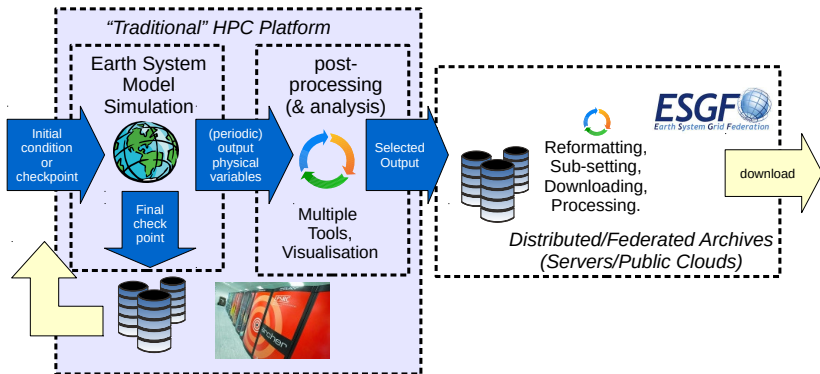 “Traditional” HPC Platform
Earth System
Model
Simulation
post-
processing
(& analysis)
Initial
condition
or
checkpoint
(periodic)
output
physical
variables
Selected
Output
Final
check
point
Multiple
Tools,
Visualisation
archer
ESGF
Earth System Grid Federation
Reformatting,
Sub-setting,
Downloading,
Processing.
download
Distributed/Federated Archives
(Servers/Public Clouds)